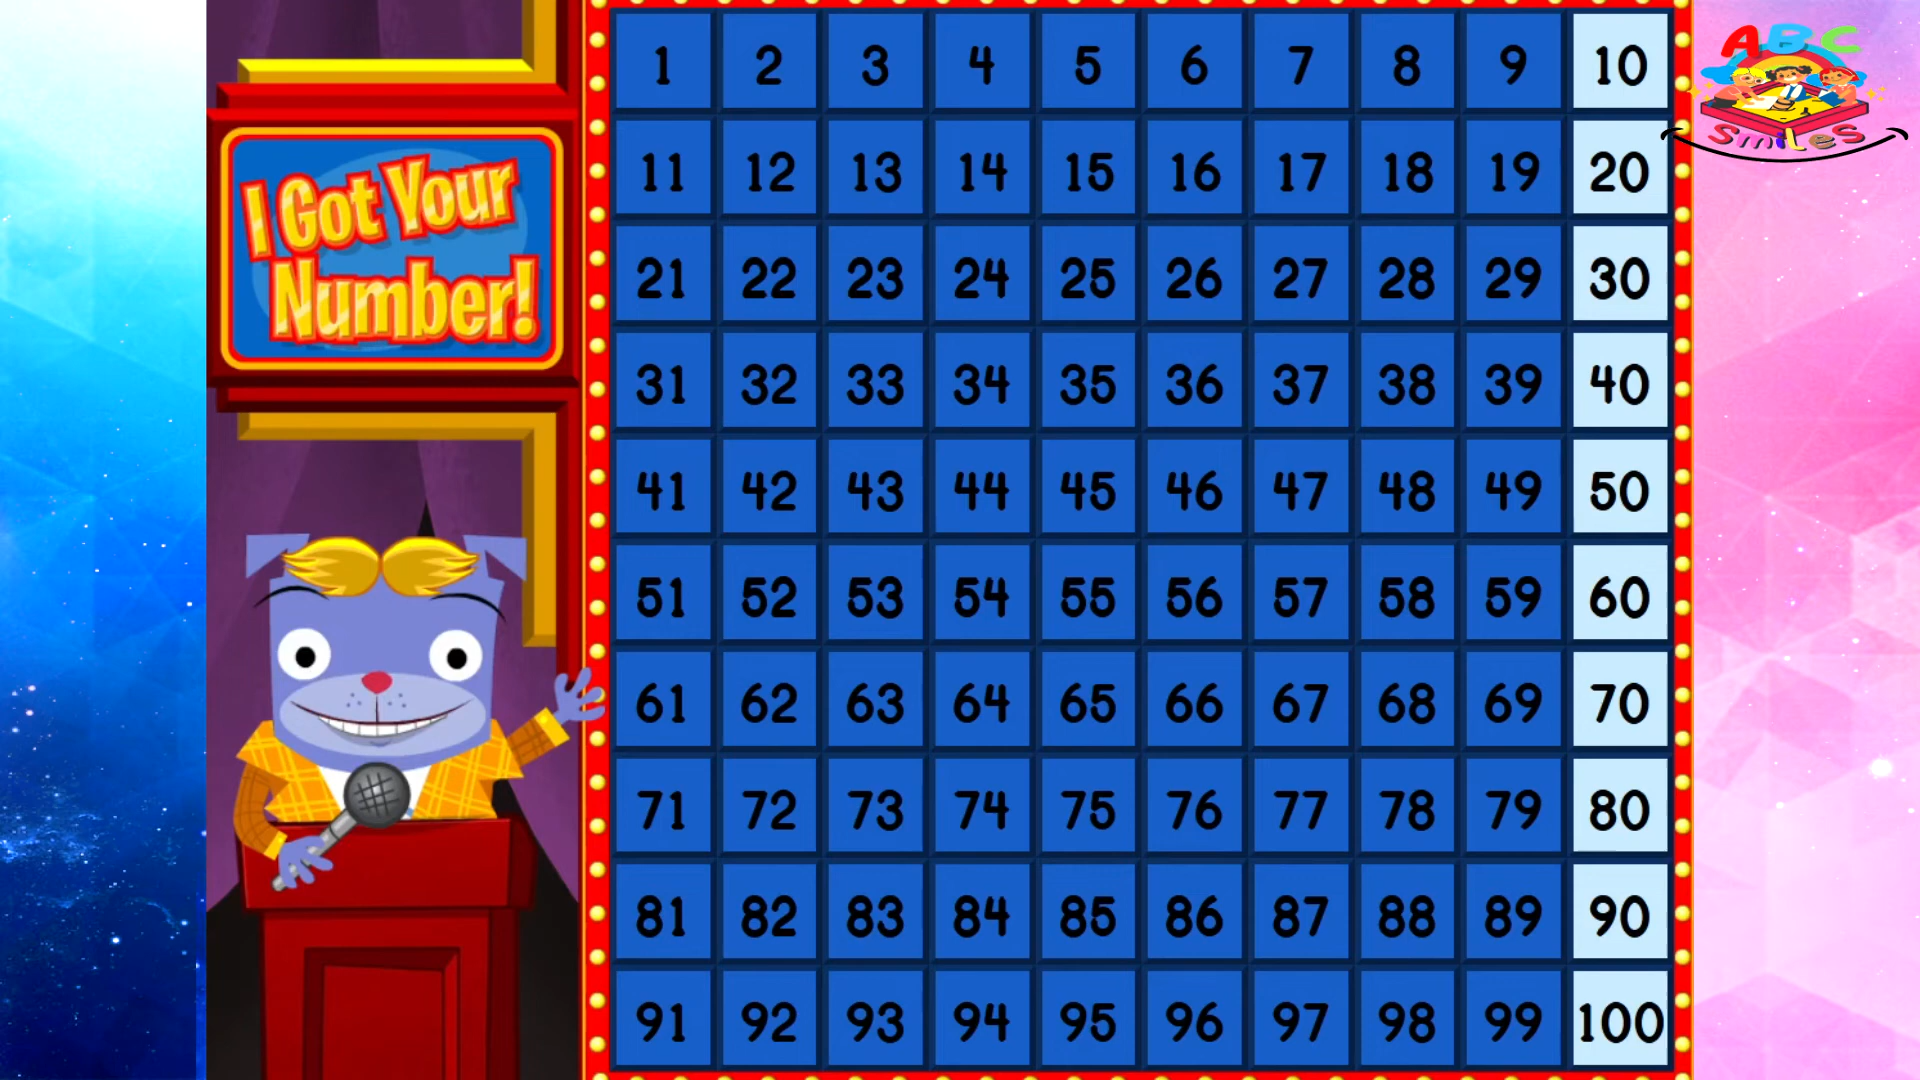 I Got Your
Number!
1 2 3 4 5 6 7 8 9 10
11 12 13 14 15 16 17 18 19 20
21 22 23 24 25 26 27 28 29 30
31 32 33 34 35 36 37 38 39 40
41 42 43 44 45 46 47 48 49 50
51 52 53 54 55 56 57 58 59 60
61 62 63 64 65 66 67 68 69 70
71 72 73 74 75 76 77 78 79 80
81 82 83 84 85 86 87 88 89 90
91 92 93 94 95 96 97 98 99 100
ABC
SmileS